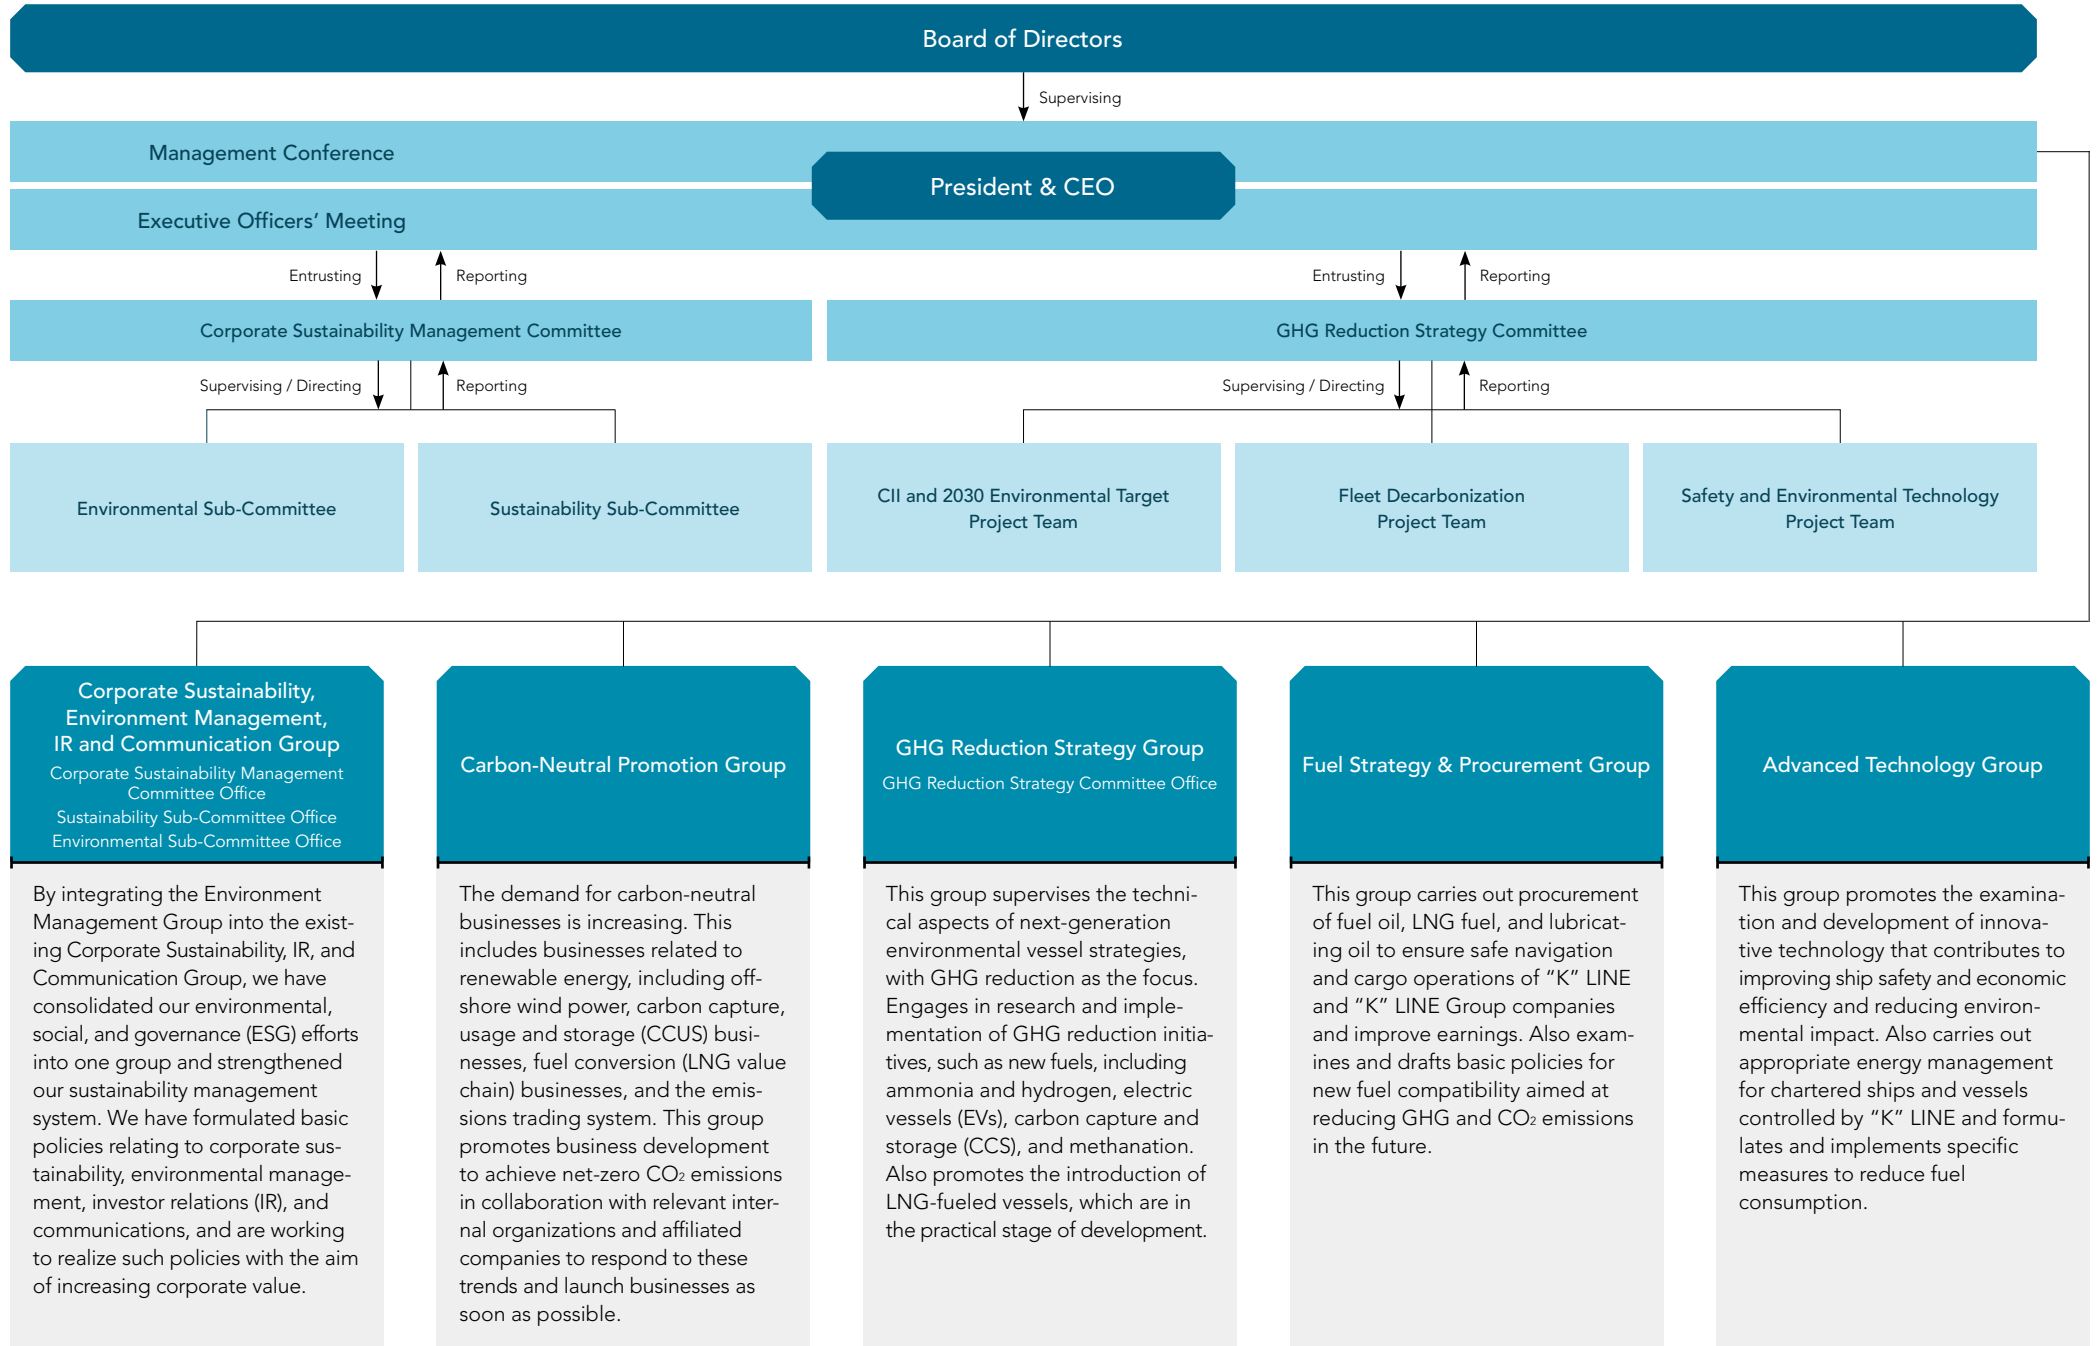 Board of Directors
Supervising
Management Conference
President & CEO
Executive Officers’ Meeting
Entrusting
Reporting
Entrusting
Reporting
Corporate Sustainability Management Committee
GHG Reduction Strategy Committee
Supervising / Directing
Reporting
Supervising / Directing
Reporting
Environmental Sub-Committee
Sustainability Sub-Committee
CII and 2030 Environmental Target
Project Team
Fleet Decarbonization
Project Team
Safety and Environmental Technology
Project Team
Corporate Sustainability,
Environment Management,
IR and Communication Group
Corporate Sustainability Management
Committee Office
Sustainability Sub-Committee Office
Environmental Sub-Committee Office
By integrating the Environment
Management Group into the exist-
ing Corporate Sustainability, IR, and
Communication Group, we have
consolidated our environmental,
social, and governance (ESG) efforts
into one group and strengthened
our sustainability management
system. We have formulated basic
policies relating to corporate sus-
tainability, environmental manage-
ment, investor relations (IR), and
communications, and are working
to realize such policies with the aim
of increasing corporate value.
Carbon-Neutral Promotion Group
The demand for carbon-neutral
businesses is increasing. This
includes businesses related to
renewable energy, including off-
shore wind power, carbon capture,
usage and storage (CCUS) busi-
nesses, fuel conversion (LNG value
chain) businesses, and the emis-
sions trading system. This group
promotes business development
to achieve net-zero CO₂ emissions
in collaboration with relevant inter-
nal organizations and affiliated
companies to respond to these
trends and launch businesses as
soon as possible.
GHG Reduction Strategy Group
GHG Reduction Strategy Committee Office
This group supervises the techni-
cal aspects of next-generation
environmental vessel strategies,
with GHG reduction as the focus.
Engages in research and imple-
mentation of GHG reduction initia-
tives, such as new fuels, including
ammonia and hydrogen, electric
vessels (EVs), carbon capture and
storage (CCS), and methanation.
Also promotes the introduction of
LNG-fueled vessels, which are in
the practical stage of development.
Fuel Strategy & Procurement Group
This group carries out procurement
of fuel oil, LNG fuel, and lubricat-
ing oil to ensure safe navigation
and cargo operations of “K” LINE
and “K” LINE Group companies
and improve earnings. Also exam-
ines and drafts basic policies for
new fuel compatibility aimed at
reducing GHG and CO₂ emissions
in the future.
Advanced Technology Group
This group promotes the examina-
tion and development of innova-
tive technology that contributes to
improving ship safety and economic
efficiency and reducing environ-
mental impact. Also carries out
appropriate energy management
for chartered ships and vessels
controlled by “K” LINE and formu-
lates and implements specific
measures to reduce fuel
consumption.